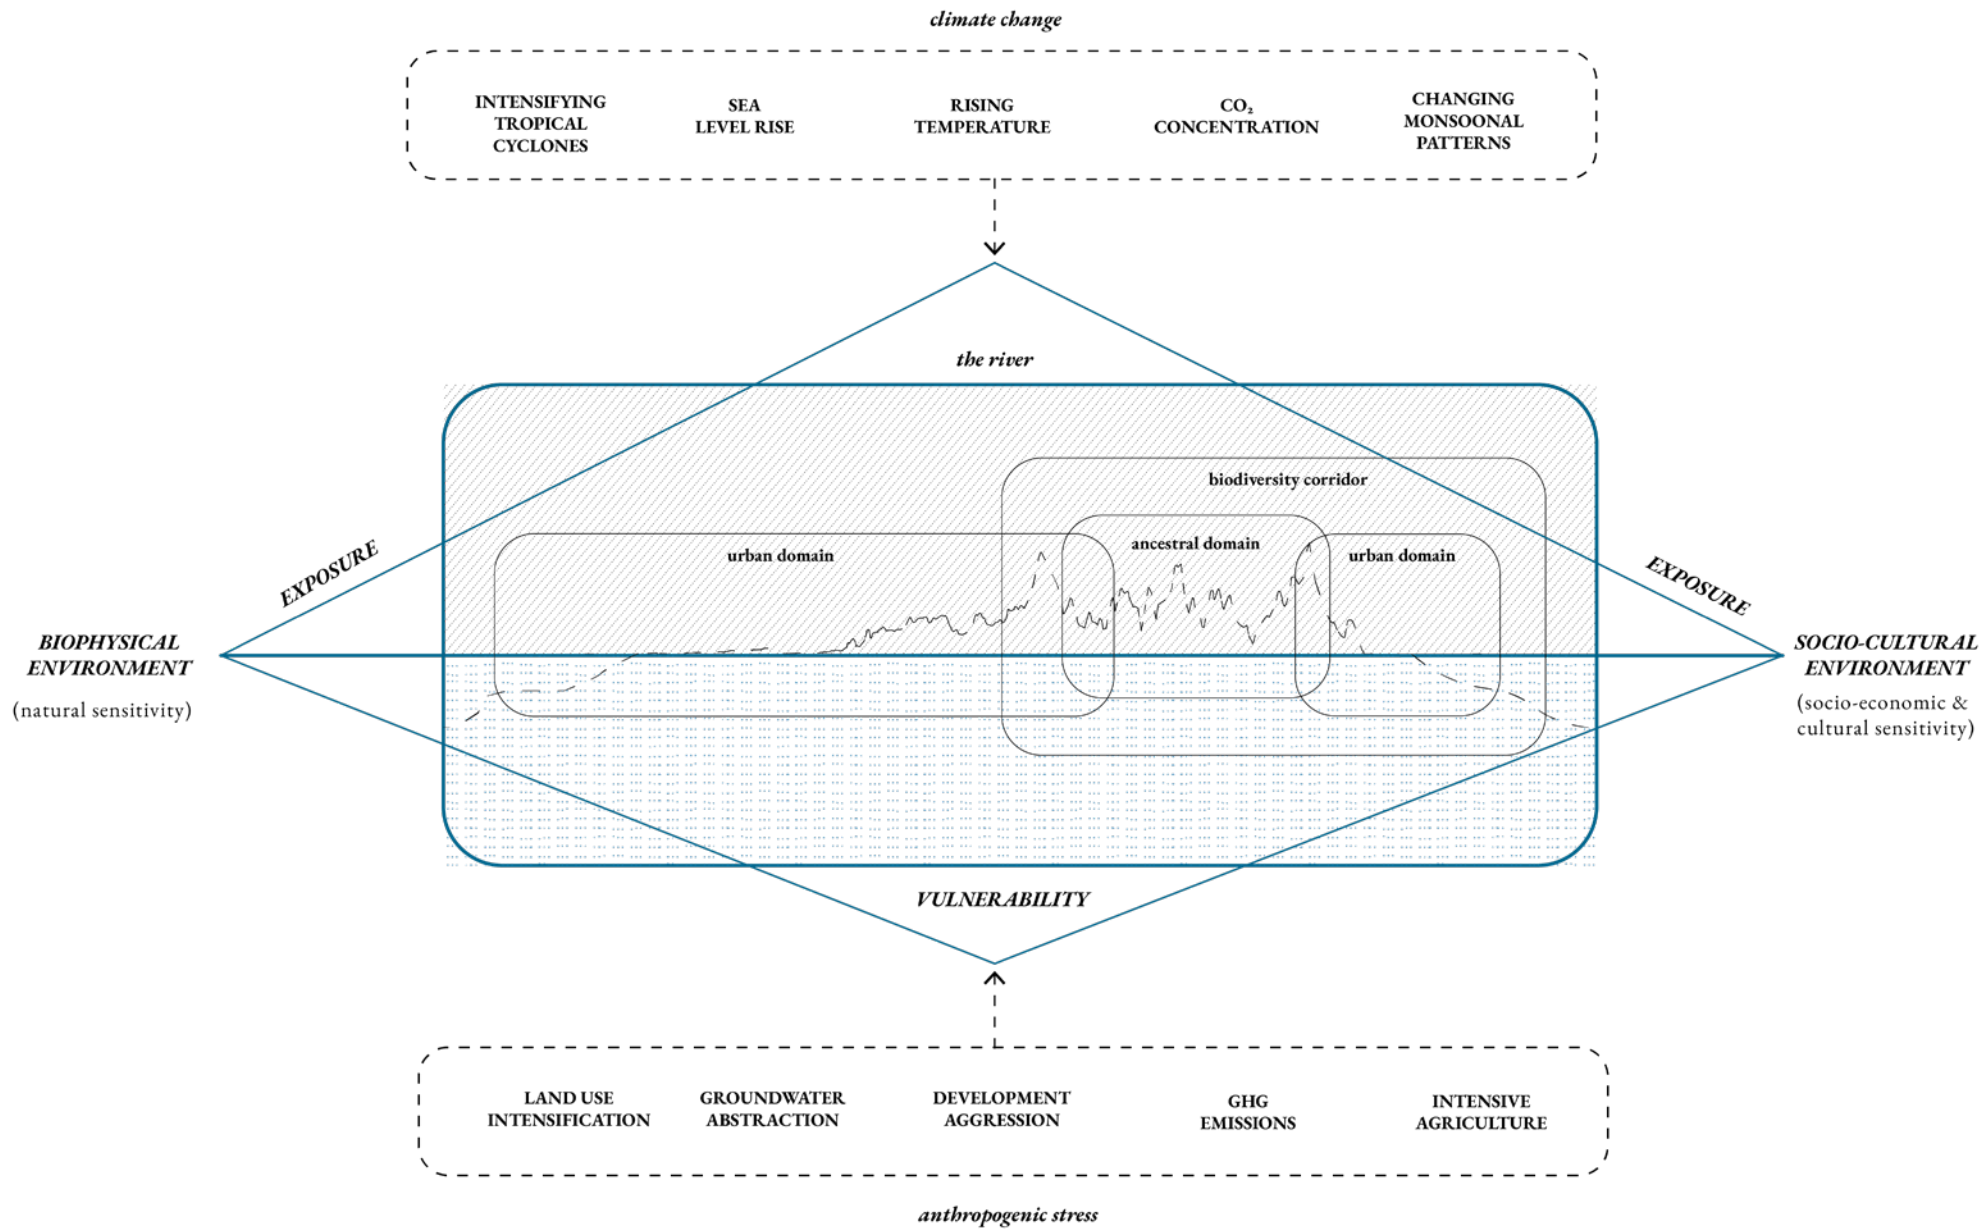 climate change
INTENSIFYING
TROPICAL
CYCLONES
SEA
LEVEL RISE
RISING
TEMPERATURE
CO₂
CONCENTRATION
CHANGING
MONSOONAL
PATTERNS
the river
biodiversity corridor
urban domain
ancestral domain
urban domain
EXPOSURE
EXPOSURE
BIOPHYSICAL
ENVIRONMENT
(natural sensitivity)
SOCIO-CULTURAL
ENVIRONMENT
(socio-economic &
cultural sensitivity)
VULNERABILITY
LAND USE
INTENSIFICATION
GROUNDWATER
ABSTRACTION
DEVELOPMENT
AGGRESSION
GHG
EMISSIONS
INTENSIVE
AGRICULTURE
anthropogenic stress